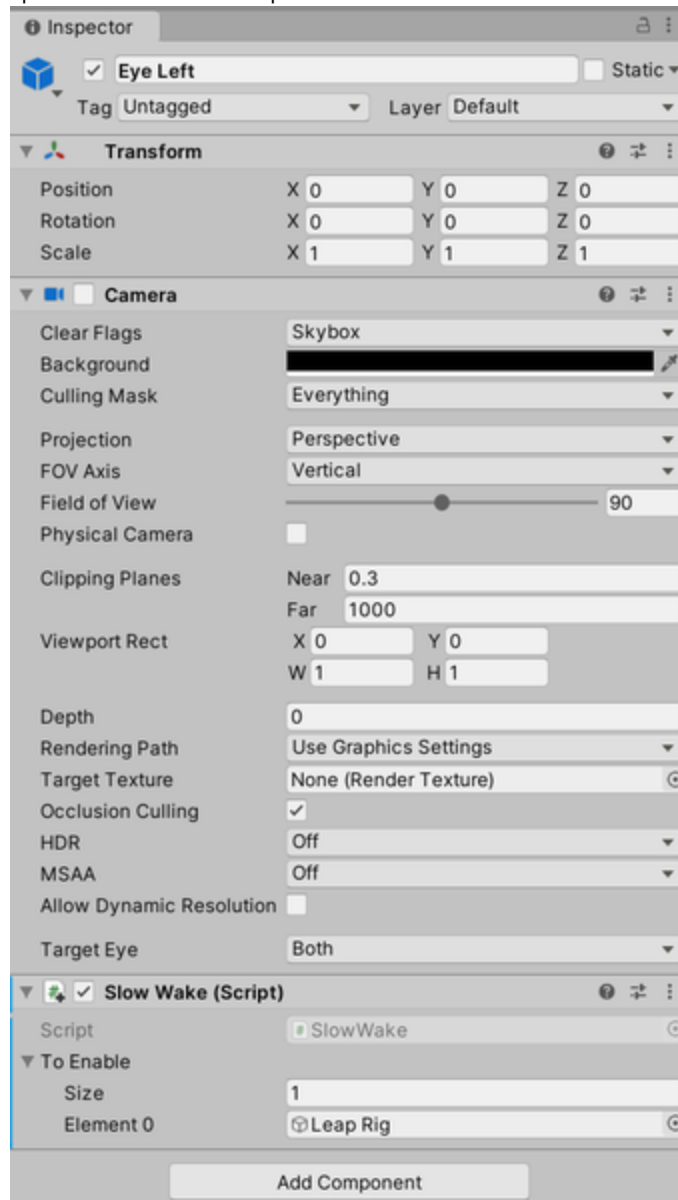 Inspector
Eye Left Static
Tag Untagged Layer Default
Transform
Position X 0 Y 0 Z 0
Rotation X 0 Y 0 Z 0
Scale X 1 Y 1 Z 1
Camera
Clear Flags Skybox
Background
Culling Mask Everything
Projection Perspective
FOV Axis Vertical
Field of View 90
Physical Camera
Clipping Planes Near 0.3
Far 1000
Viewport Rect X 0 Y 0
W 1 H 1
Depth 0
Rendering Path Use Graphics Settings
Target Texture None (Render Texture)
Occlusion Culling
HDR Off
MSAA Off
Allow Dynamic Resolution
Target Eye Both
Slow Wake (Script)
Script SlowWake
To Enable
Size 1
Element 0 Leap Rig
Add Component